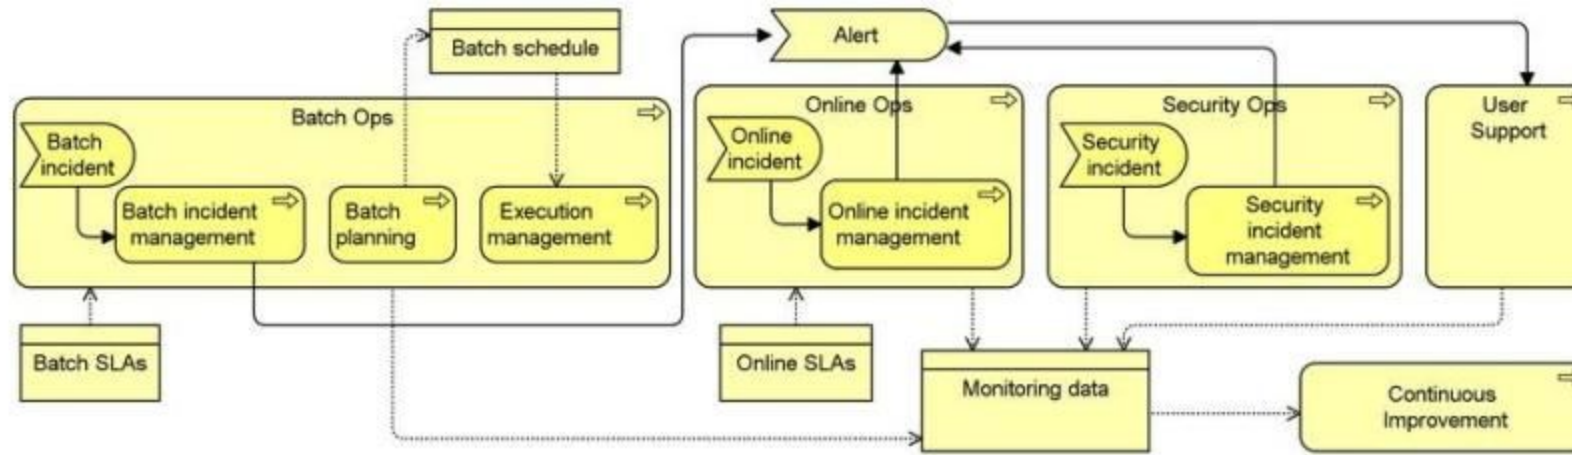 Batch schedule
Alert
Batch Ops
Batch
incident
Batch incident
management
Batch
planning
Execution
management
Online Ops
Online
incident
Online incident
management
Security Ops
Security
incident
Security
incident
management
User
Support
Batch SLAs
Online SLAs
Monitoring data
Continuous
Improvement